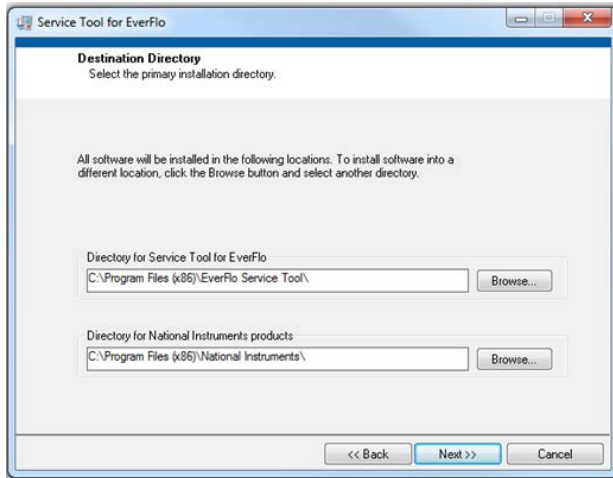 Service Tool for EverFlo
Destination Directory
Select the primary installation directory.
All software will be installed in the following locations. To install software into a
different location, click the Browse button and select another directory.
Directory for Service Tool for EverFlo
C:\Program Files (x86)\EverFlo Service Tool\
Browse...
Directory for National Instruments products
C:\Program Files (x86)\National Instruments\
Browse...
<< Back
Next >>
Cancel